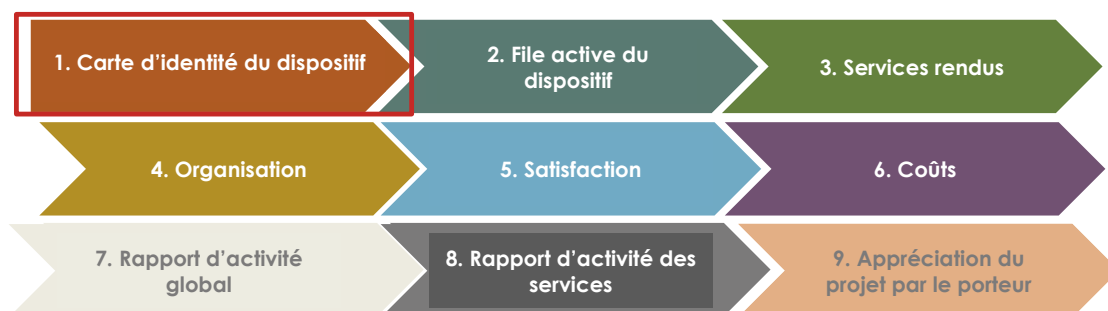 1. Carte d'identité du dispositif
2. File active du
dispositif
3. Services rendus
4. Organisation
5. Satisfaction
6. Coûts
7. Rapport d'activité
global
8. Rapport d'activité des
services
9. Appréciation du
projet par le porteur